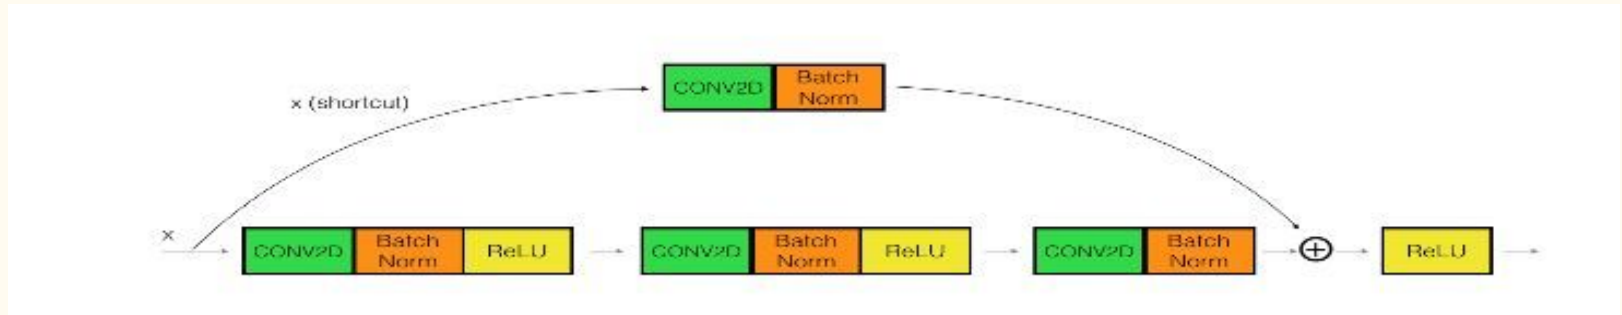 x (shortcut)
CONV2D
Batch
Norm
x
CONV2D
Batch
Norm
ReLU
CONV2D
Batch
Norm
ReLU
CONV2D
Batch
Norm
ReLU